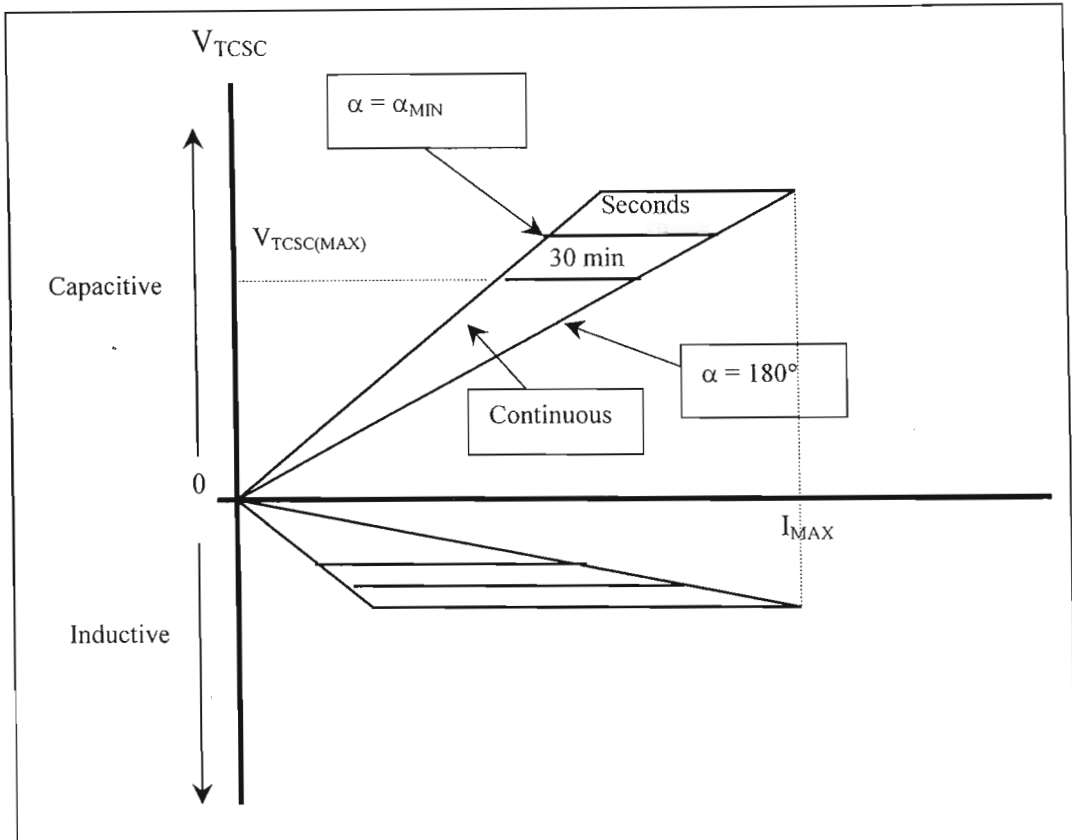 V_TCSC
α = α_MIN
Seconds
V_TCSC(MAX)
30 min
Capacitive
α = 180°
Continuous
0
I_MAX
Inductive